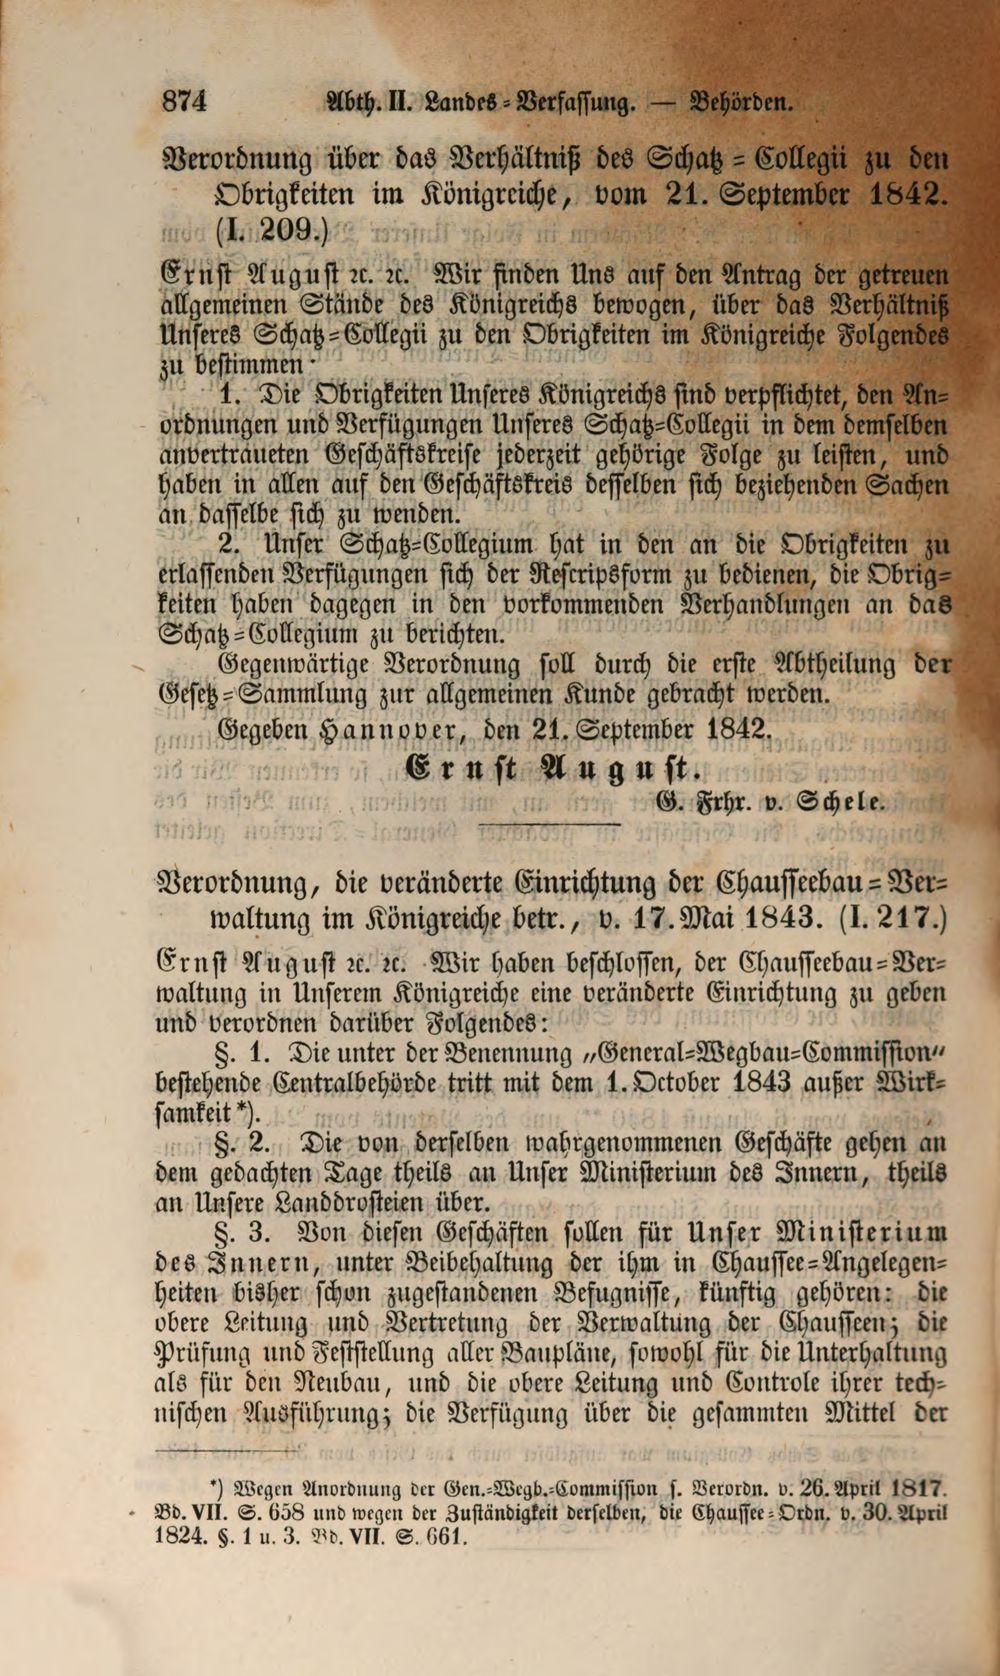 874 Abth. II. Landes=Verfassung. — Behörden.
Verordnung über das Verhältniß des Schatz=Collegii zu den
Obrigkeiten im Königreiche, vom 21. September 1842.
(I. 209.)
Ernst August ꝛc. ꝛc. Wir finden Uns auf den Antrag der getreuen
allgemeinen Stände des Königreichs bewogen, über das Verhältniß
Unseres Schatz=Collegii zu den Obrigkeiten im Königreiche Folgendes
zu bestimmen·
1. Die Obrigkeiten Unseres Königreichs sind verpflichtet, den An=
ordnungen und Verfügungen Unseres Schatz=Collegii in dem demselben
anvertraueten Geschäftskreise jederzeit gehörige Folge zu leisten, und
haben in allen auf den Geschäftskreis desselben sich beziehenden Sachen
an dasselbe sich zu wenden.
2. Unser Schatz=Collegium hat in den an die Obrigkeiten zu
erlassenden Verfügungen sich der Rescripsform zu bedienen, die Obrig=
keiten haben dagegen in den vorkommenden Verhandlungen an das
Schatz=Collegium zu berichten.
Gegenwärtige Verordnung soll durch die erste Abtheilung der
Gesetz=Sammlung zur allgemeinen Kunde gebracht werden.
Gegeben Hannover, den 21. September 1842.
Ernst August.
G. Frhr. v. Schele.
Verordnung, die veränderte Einrichtung der Chausseebau=Ver=
waltung im Königreiche betr., v. 17. Mai 1843. (I. 217.)
Ernst August ꝛc. ꝛc. Wir haben beschlossen, der Chausseebau=Ver=
waltung in Unserem Königreiche eine veränderte Einrichtung zu geben
und verordnen darüber Folgendes:
§. 1. Die unter der Benennung „General=Wegbau=Commission“
bestehende Centralbehörde tritt mit dem 1. October 1843 außer Wirk=
samkeit*).
§. 2. Die von derselben wahrgenommenen Geschäfte gehen an
dem gedachten Tage theils an Unser Ministerium des Innern, theils
an Unsere Landdrosteien über.
§. 3. Von diesen Geschäften sollen für Unser Ministerium
des Innern, unter Beibehaltung der ihm in Chaussee=Angelegen=
heiten bisher schon zugestandenen Befugnisse, künftig gehören: die
obere Leitung und Vertretung der Verwaltung der Chausseen; die
Prüfung und Feststellung aller Baupläne, sowohl für die Unterhaltung
als für den Neubau, und die obere Leitung und Controle ihrer tech=
nischen Ausführung; die Verfügung über die gesammten Mittel der
*) Wegen Anordnung der Gen.=Wegb.=Commission s. Verordn. v. 26. April 1817.
Bd. VII. S. 658 und wegen der Zuständigkeit derselben, die Chaussee=Ordn. v. 30. April
1824. §. 1 u. 3. Bd. VII. S. 661.